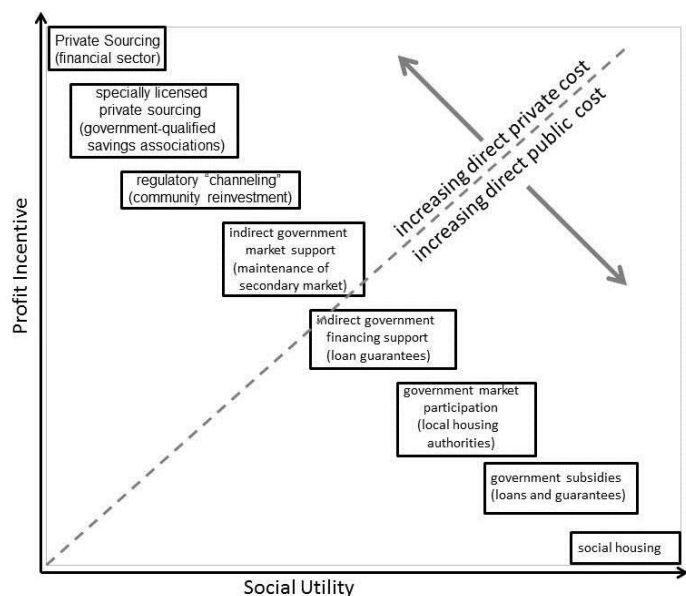 Private Sourcing
(financial sector)
specially licensed
private sourcing
(government-qualified
savings associations)
regulatory "channeling"
(community reinvestment)
indirect government
market support
(maintenance of
secondary market)
indirect government
financing support
(loan guarantees)
government market
participation
(local housing
authorities)
government subsidies
(loans and guarantees)
social housing
increasing direct private cost
increasing direct public cost
Profit Incentive
Social Utility